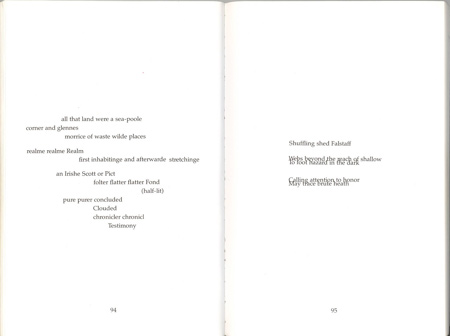 all that land were a sea-poole
corner and glennes
morrice of waste wilde places
realme realme Realm
first inhabitinge and afterwarde stretchinge
an Irishe Scott or Pict
folter flatter flatter Fond
(half-lit)
pure purer concluded
Clouded
chronicler chronicl
Testimony
94
Shuffling shed Falstaff
Webs beyond the reach of shallow
to foot hazard in the dark
Calling attention to honor
May trace brute heath
95